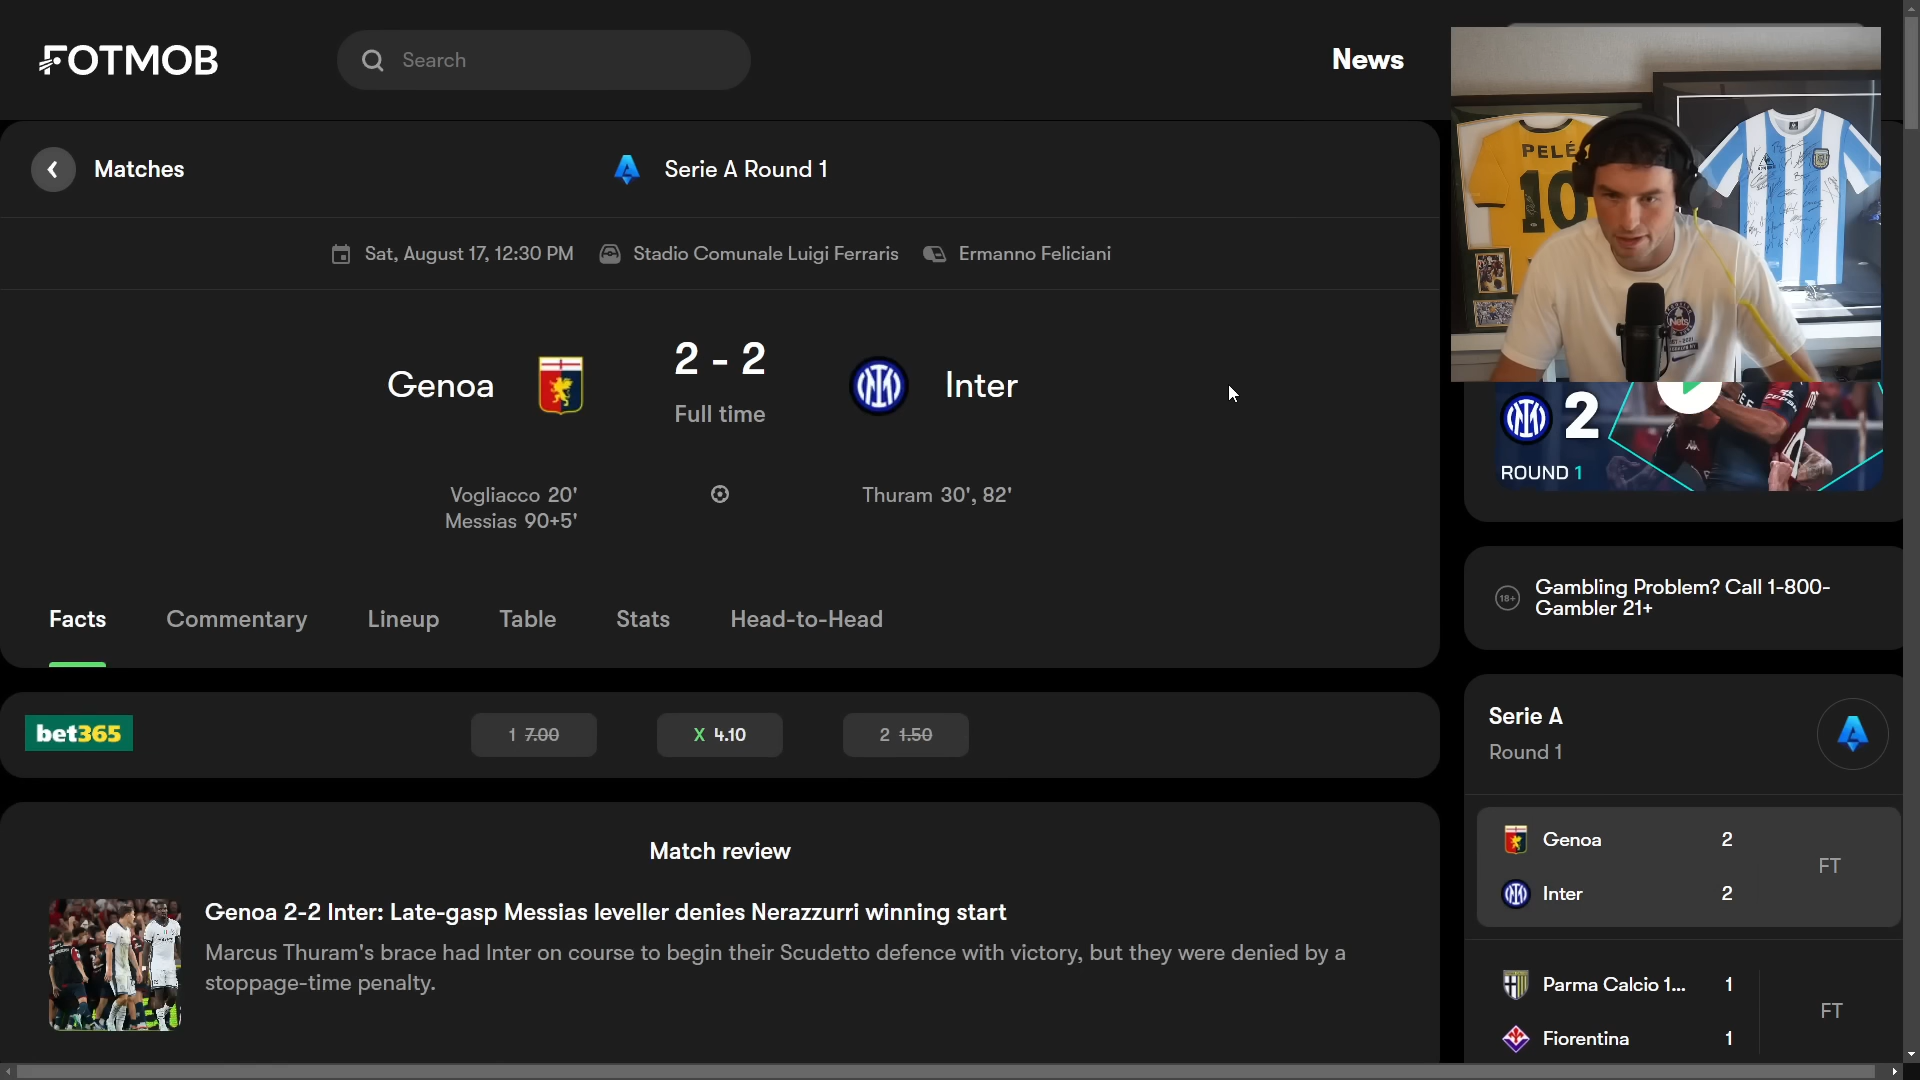 FOTMOB
Search
News
PELÉ
10
Nets
Matches
Serie A Round 1
Sat, August 17, 12:30 PM
Stadio Comunale Luigi Ferraris
Ermanno Feliciani
Genoa
2 - 2
Full time
Inter
Vogliacco 20'
Messias 90+5'
Thuram 30', 82'
2
ROUND 1
Facts
Commentary
Lineup
Table
Stats
Head-to-Head
Gambling Problem? Call 1-800-
Gambler 21+
18+
bet365
1 7.00
X 4.10
2 1.50
Serie A
Round 1
Genoa 2
Inter 2
FT
Parma Calcio 1... 1
Fiorentina 1
FT
Match review
Genoa 2-2 Inter: Late-gasp Messias leveller denies Nerazzurri winning start
Marcus Thuram's brace had Inter on course to begin their Scudetto defence with victory, but they were denied by a
stoppage-time penalty.